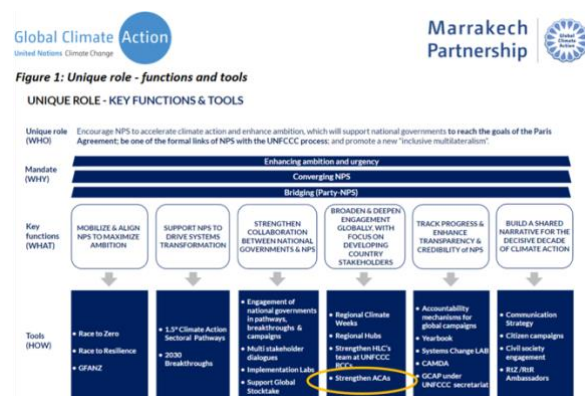 Global Climate Action
United Nations Climate Change
Marrakech
Partnership
Global
Climate
Action
Figure 1: Unique role - functions and tools
UNIQUE ROLE - KEY FUNCTIONS & TOOLS
Unique role
(WHO)
Encourage NPS to accelerate climate action and enhance ambition, which will support national governments to reach the goals of the Paris
Agreement; be one of the formal links of NPS with the UNFCCC process; and promote a new "inclusive multilateralism".
Mandate
(WHY)
Enhancing ambition and urgency
Converging NPS
Bridging (Party-NPS)
Key
functions
(WHAT)
MOBILIZE & ALIGN
NPS TO MAXIMIZE
AMBITION
SUPPORT NPS TO
DRIVE SYSTEMS
TRANSFORMATION
STRENGTHEN
COLLABORATION
BETWEEN NATIONAL
GOVERNMENTS & NPS
BROADEN & DEEPEN
ENGAGEMENT
GLOBALLY, WITH
FOCUS ON
DEVELOPING
COUNTRY
STAKEHOLDERS
TRACK PROGRESS &
ENHANCE
TRANSPARENCY &
CREDIBILITY of NPS
BUILD A SHARED
NARRATIVE FOR THE
DECISIVE DECADE
OF CLIMATE ACTION
Tools
(HOW)
• Race to Zero
• Race to Resilience
• GFANZ
• 1.5° Climate Action
Sectoral Pathways
• 2030
Breakthroughs
• Engagement of
national governments
in pathways,
breakthroughs &
campaigns
• Multi stakeholder
dialogues
• Implementation Labs
• Support Global
Stocktake
• Regional Climate
Weeks
• Regional Hubs
• Strengthen HLC's
team at UNFCCC
RCCs
• Strengthen ACAs
• Accountability
mechanisms for
global campaigns
• Yearbook
• Systems Change LAB
• CAMDA
• GCAP under
UNFCCC secretariat
• Communication
Strategy
• Citizen campaigns
• Civil society
engagement
• RtZ/RtR
Ambassadors